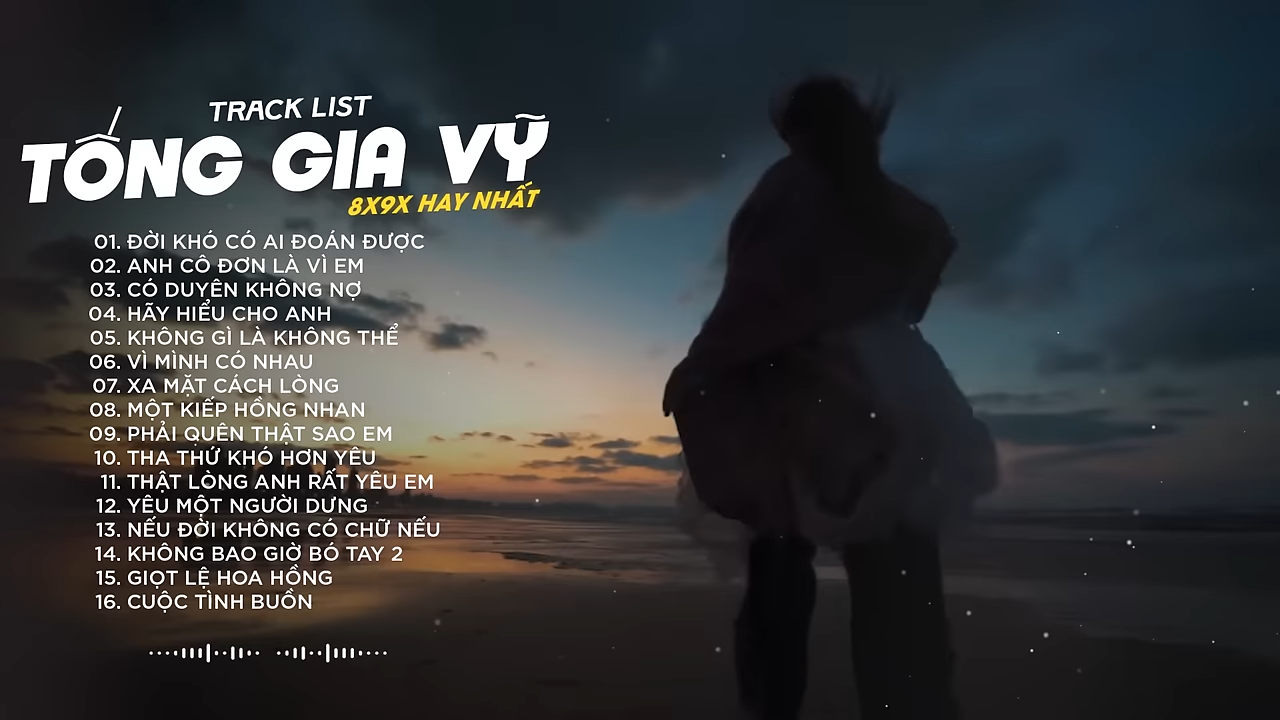 TRACK LIST
TỐNG GIA VỸ
8X9X HAY NHẤT
01. ĐỜI KHÓ CÓ AI ĐOÁN ĐƯỢC
02. ANH CÔ ĐƠN LÀ VÌ EM
03. CÓ DUYÊN KHÔNG NỢ
04. HÃY HIỂU CHO ANH
05. KHÔNG GÌ LÀ KHÔNG THỂ
06. VÌ MÌNH CÓ NHAU
07. XA MẶT CÁCH LÒNG
08. MỘT KIẾP HỒNG NHAN
09. PHẢI QUÊN THẬT SAO EM
10. THA THỨ KHÓ HƠN YÊU
11. THẬT LÒNG ANH RẤT YÊU EM
12. YÊU MỘT NGƯỜI DƯNG
13. NẾU ĐỜI KHÔNG CÓ CHỮ NẾU
14. KHÔNG BAO GIỜ BÓ TAY 2
15. GIỌT LỆ HOA HỒNG
16. CUỘC TÌNH BUỒN